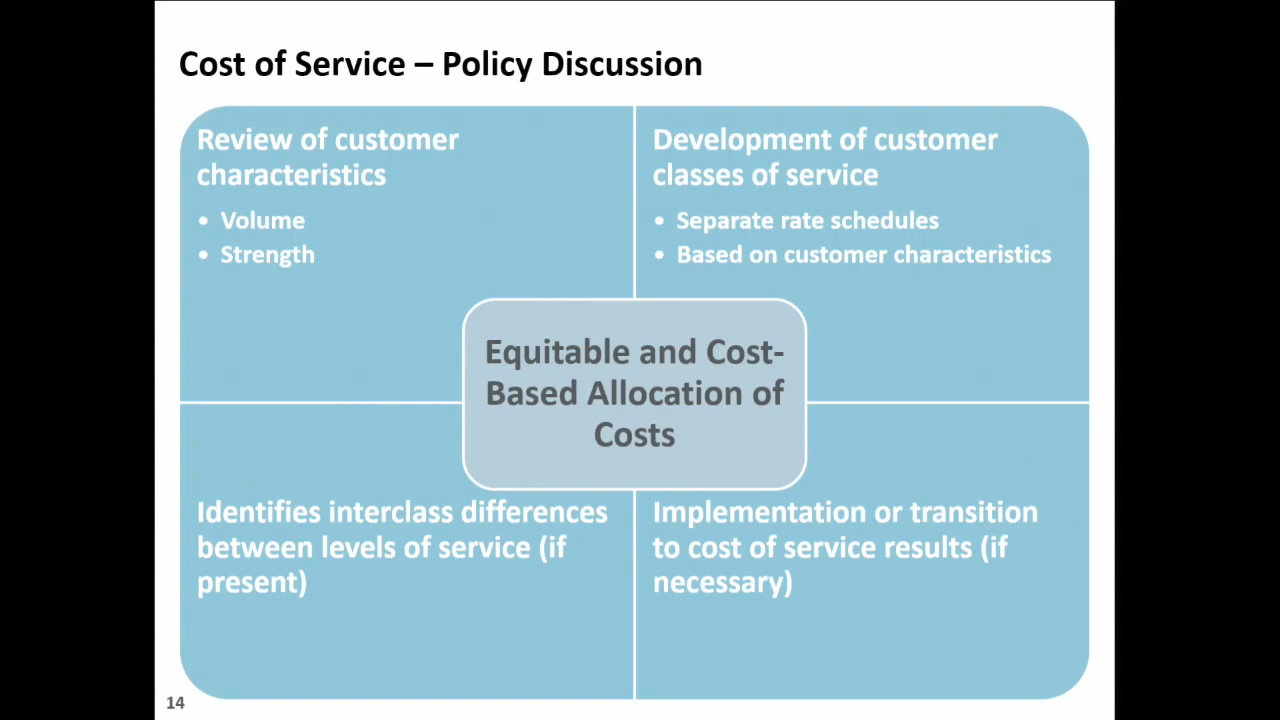 Cost of Service – Policy Discussion
Review of customer
characteristics
• Volume
• Strength
Development of customer
classes of service
• Separate rate schedules
• Based on customer characteristics
Equitable and Cost-
Based Allocation of
Costs
Identifies interclass differences
between levels of service (if
present)
Implementation or transition
to cost of service results (if
necessary)
14